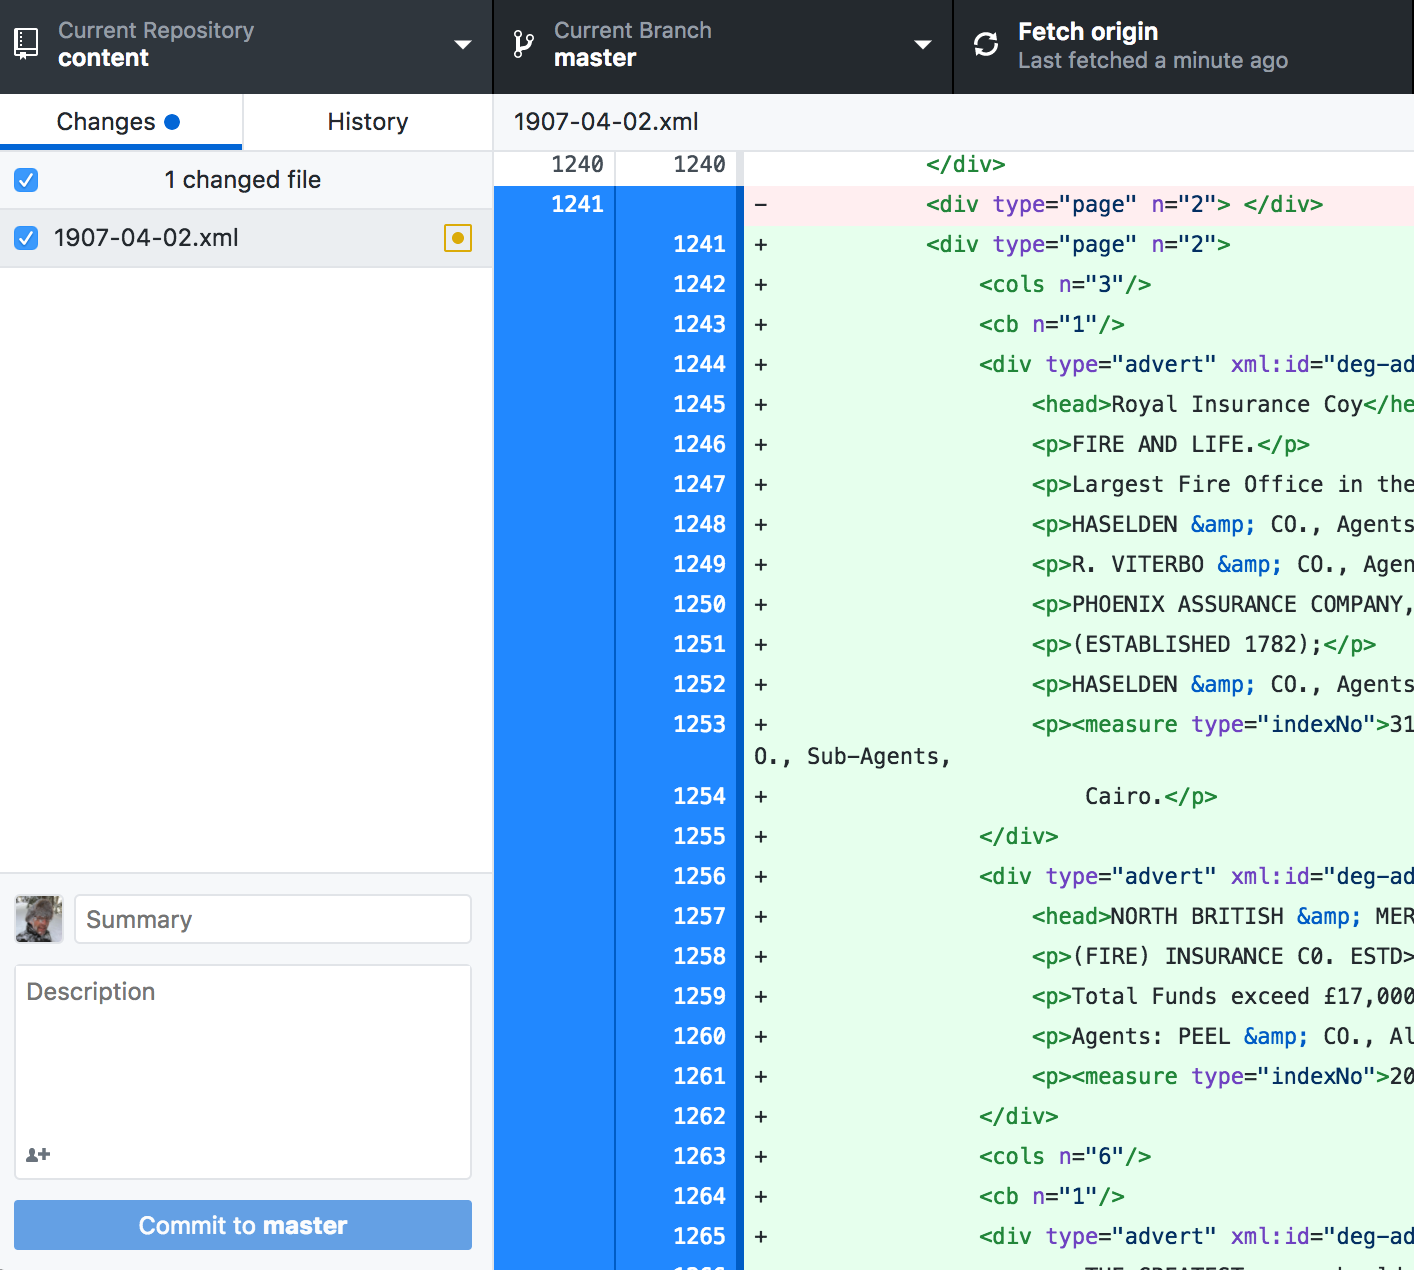 Current Repository
content
Current Branch
master
Fetch origin
Last fetched a minute ago
Changes
History
1907-04-02.xml
1 changed file
1907-04-02.xml
1240 1240 </div>
1241 - <div type="page" n="2"> </div>
1241 + <div type="page" n="2">
1242 + <cols n="3"/>
1243 + <cb n="1"/>
1244 + <div type="advert" xml:id="deg-ad
1245 + <head>Royal Insurance Coy</he
1246 + <p>FIRE AND LIFE.</p>
1247 + <p>Largest Fire Office in the
1248 + <p>HASELDEN &amp; CO., Agents
1249 + <p>R. VITERBO &amp; CO., Agen
1250 + <p>PHOENIX ASSURANCE COMPANY,
1251 + <p>(ESTABLISHED 1782);</p>
1252 + <p>HASELDEN &amp; CO., Agents
1253 + <p><measure type="indexNo">31
O., Sub-Agents,
1254 + Cairo.</p>
1255 + </div>
1256 + <div type="advert" xml:id="deg-ad
1257 + <head>NORTH BRITISH &amp; MER
1258 + <p>(FIRE) INSURANCE C0. ESTD>
1259 + <p>Total Funds exceed £17,000
1260 + <p>Agents: PEEL &amp; CO., Al
1261 + <p><measure type="indexNo">20
1262 + </div>
1263 + <cols n="6"/>
1264 + <cb n="1"/>
1265 + <div type="advert" xml:id="deg-ad
Summary
Description
Commit to master